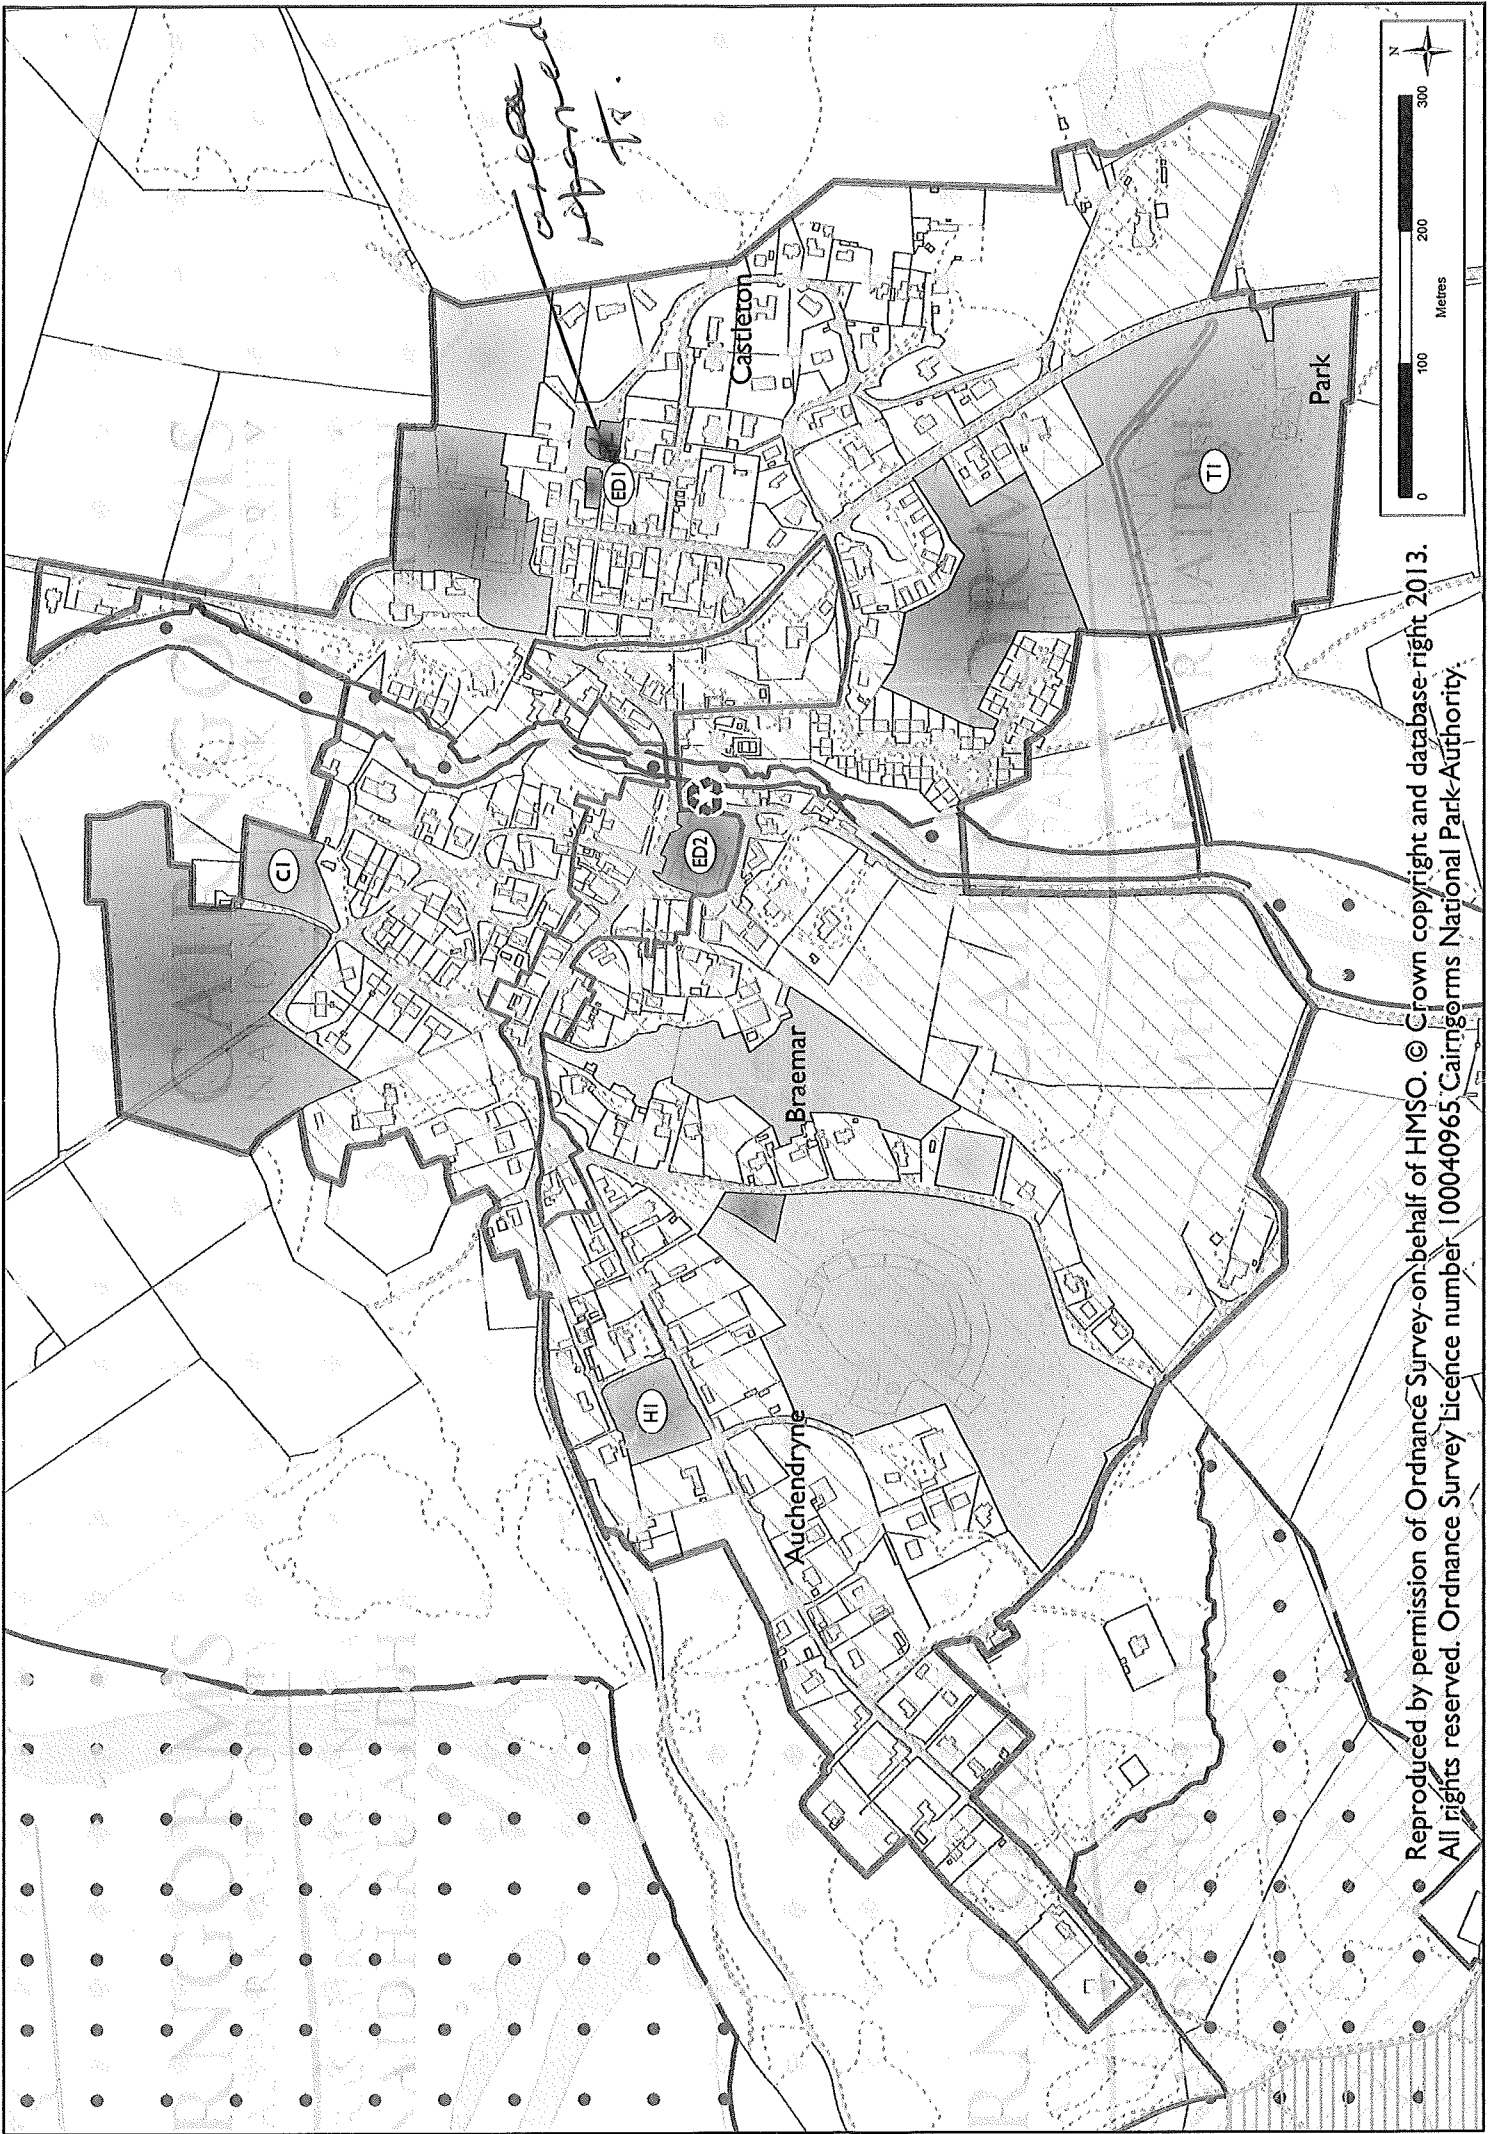 area
Castleton
ED1
C1
ED2
Braemar
H1
Auchendryne
T1
Park
N
0 100 200 300
Metres
CAIRNGORMS
Reproduced by permission of Ordnance Survey on behalf of HMSO. © Crown copyright and database right 2013.
All rights reserved. Ordnance Survey Licence number 100040965 Cairngorms National Park Authority.